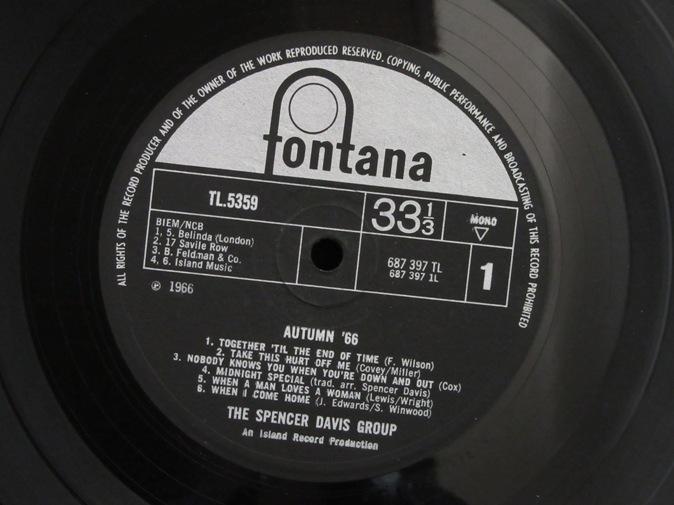 ALL RIGHTS OF THE RECORD PRODUCER AND OF THE OWNER OF THE WORK REPRODUCED RESERVED. COPYING, PUBLIC PERFORMANCE AND BROADCASTING OF THIS RECORD PROHIBITED
fontana
TL.5359
33 1/3
MONO
BIEM/NCB
1. 5. Belinda (London)
2. 17 Savile Row
3. B. Feldman & Co.
4, 6. Island Music
687 397 TL
687 397 1L
1
℗ 1966
AUTUMN '66
1. TOGETHER 'TIL THE END OF TIME (F. Wilson)
2. TAKE THIS HURT OFF ME (Covey/Miller)
3. NOBODY KNOWS YOU WHEN YOU'RE DOWN AND OUT (Cox)
4. MIDNIGHT SPECIAL (trad. arr. Spencer Davis)
5. WHEN A MAN LOVES A WOMAN (Lewis/Wright)
6. WHEN I COME HOME (J. Edwards/S. Winwood)
THE SPENCER DAVIS GROUP
An Island Record Production